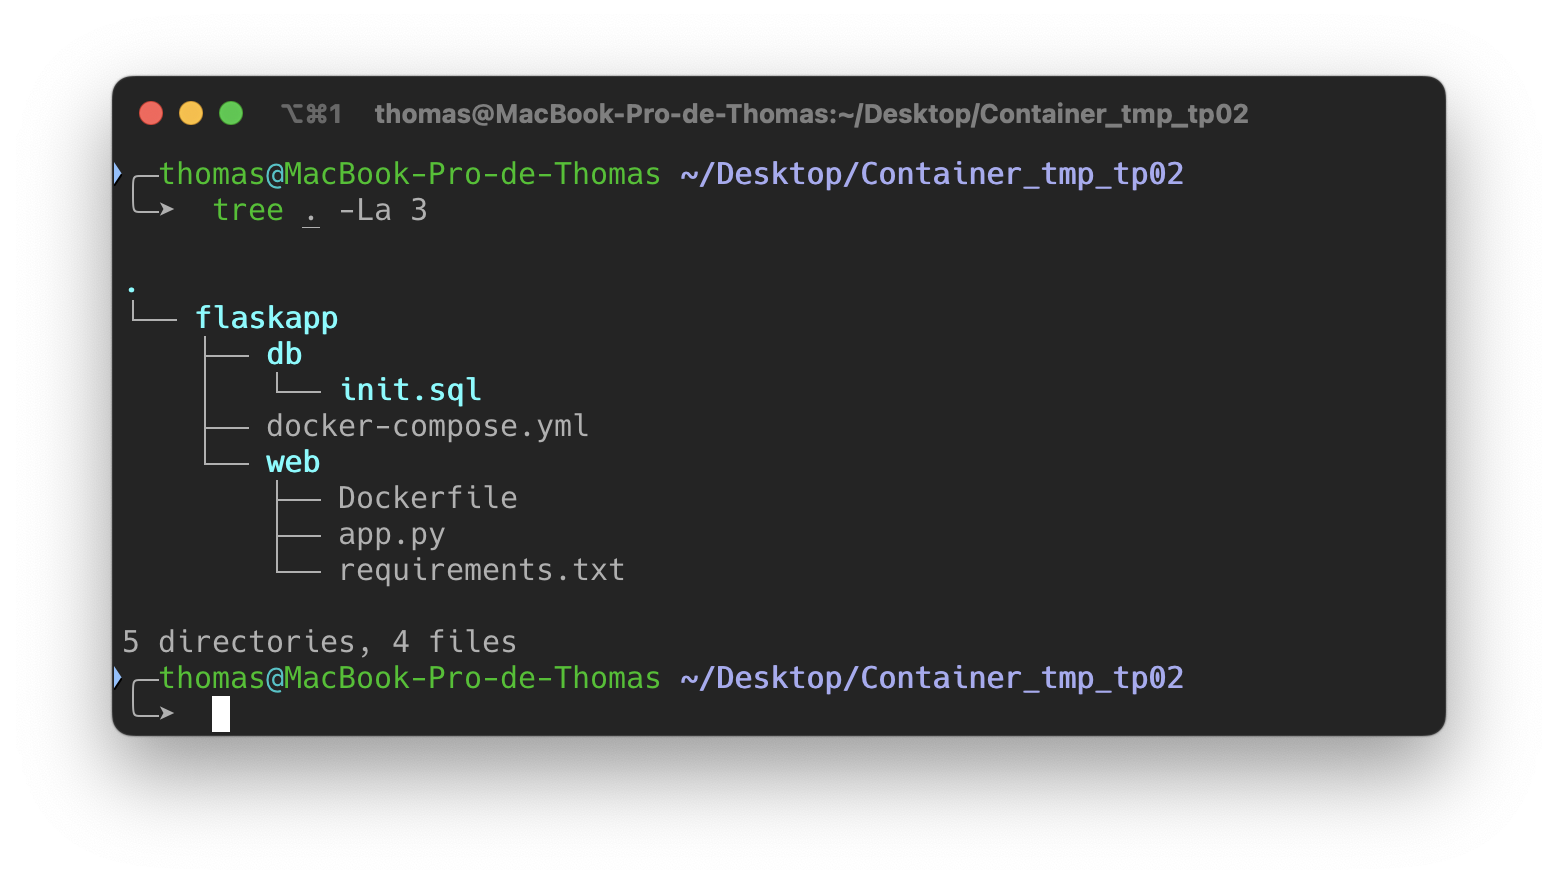 ⌥⌘1 thomas@MacBook-Pro-de-Thomas:~/Desktop/Container_tmp_tp02
╭─thomas@MacBook-Pro-de-Thomas ~/Desktop/Container_tmp_tp02
╰─➤  tree . -La 3
.
└── flaskapp
    ├── db
    │   └── init.sql
    ├── docker-compose.yml
    └── web
        ├── Dockerfile
        ├── app.py
        └── requirements.txt
5 directories, 4 files
╭─thomas@MacBook-Pro-de-Thomas ~/Desktop/Container_tmp_tp02
╰─➤